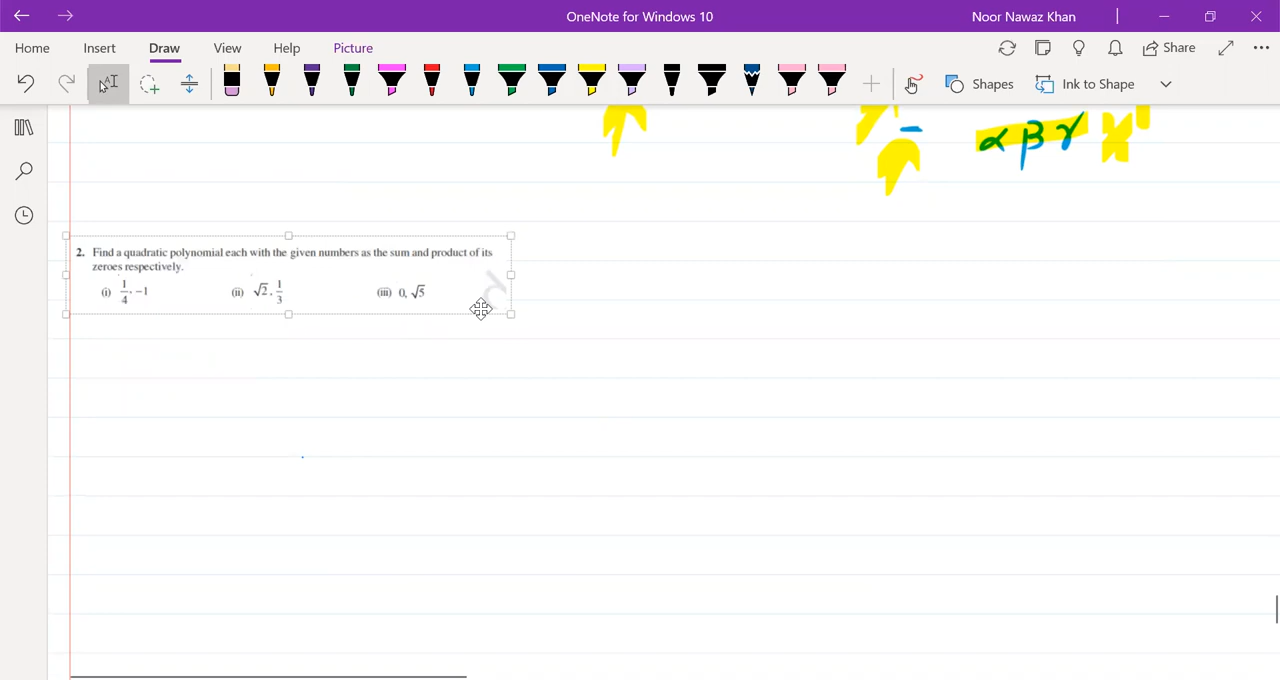 OneNote for Windows 10
Noor Nawaz Khan
Home Insert Draw View Help Picture Share
Shapes Ink to Shape
α β γ
2. Find a quadratic polynomial each with the given numbers as the sum and product of its
zeroes respectively.
(i) 1/4, -1 (ii) √2, 1/3 (iii) 0, √5